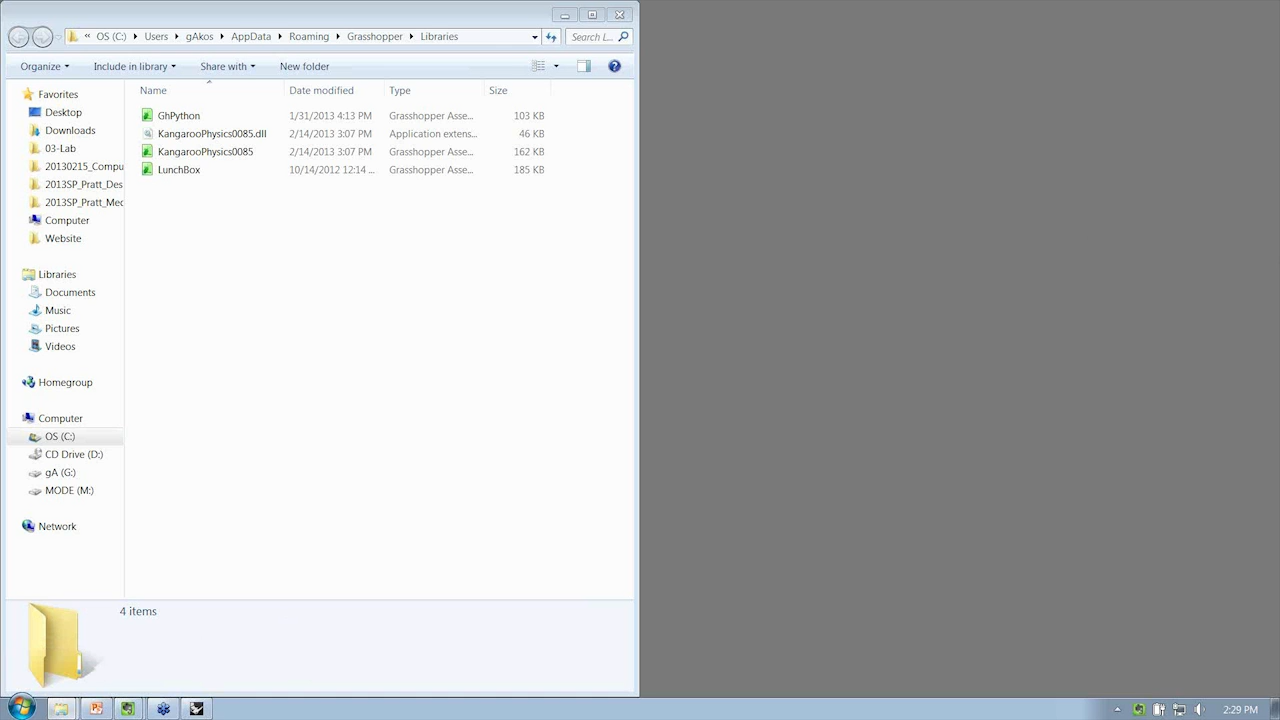 « OS (C:) Users gAkos AppData Roaming Grasshopper Libraries Search L...
Organize Include in library Share with New folder
Name Date modified Type Size
GhPython 1/31/2013 4:13 PM Grasshopper Asse... 103 KB
KangarooPhysics0085.dll 2/14/2013 3:07 PM Application extens... 46 KB
KangarooPhysics0085 2/14/2013 3:07 PM Grasshopper Asse... 162 KB
LunchBox 10/14/2012 12:14 ... Grasshopper Asse... 185 KB
Favorites
Desktop
Downloads
03-Lab
20130215_Compu
2013SP_Pratt_Des
2013SP_Pratt_Med
Computer
Website
Libraries
Documents
Music
Pictures
Videos
Homegroup
Computer
OS (C:)
CD Drive (D:)
gA (G:)
MODE (M:)
Network
4 items
2:29 PM